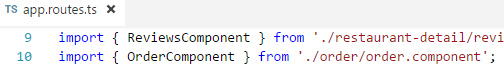 TS app.routes.ts ×
9 import { ReviewsComponent } from './restaurant-detail/revi
10 import { OrderComponent } from './order/order.component';